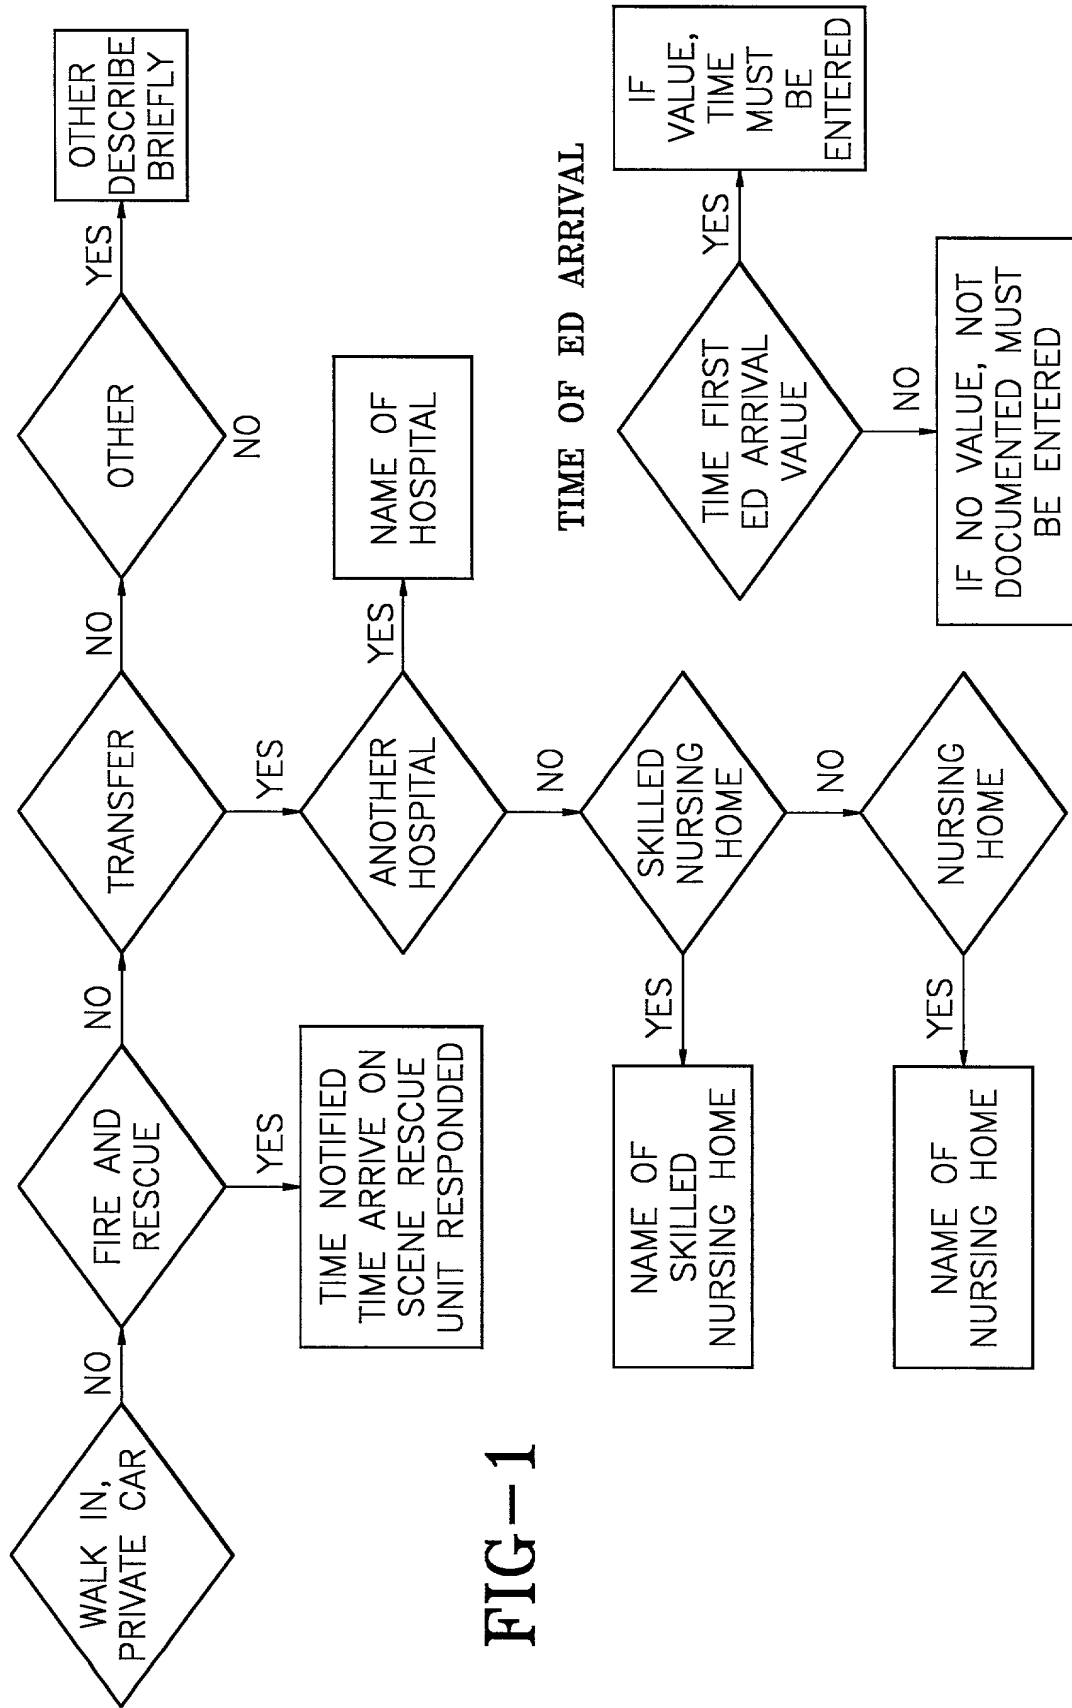 WALK IN,
PRIVATE CAR
NO
FIRE AND
RESCUE
NO
TRANSFER
NO
OTHER
YES
OTHER
DESCRIBE
BRIEFLY
NO
YES
TIME NOTIFIED
TIME ARRIVE ON
SCENE RESCUE
UNIT RESPONDED
YES
ANOTHER
HOSPITAL
YES
NAME OF
HOSPITAL
NO
SKILLED
NURSING
HOME
YES
NAME OF
SKILLED
NURSING HOME
NO
NURSING
HOME
YES
NAME OF
NURSING HOME
TIME OF ED ARRIVAL
TIME FIRST
ED ARRIVAL
VALUE
YES
IF
VALUE,
TIME
MUST
BE
ENTERED
NO
IF NO VALUE, NOT
DOCUMENTED MUST
BE ENTERED
FIG-1